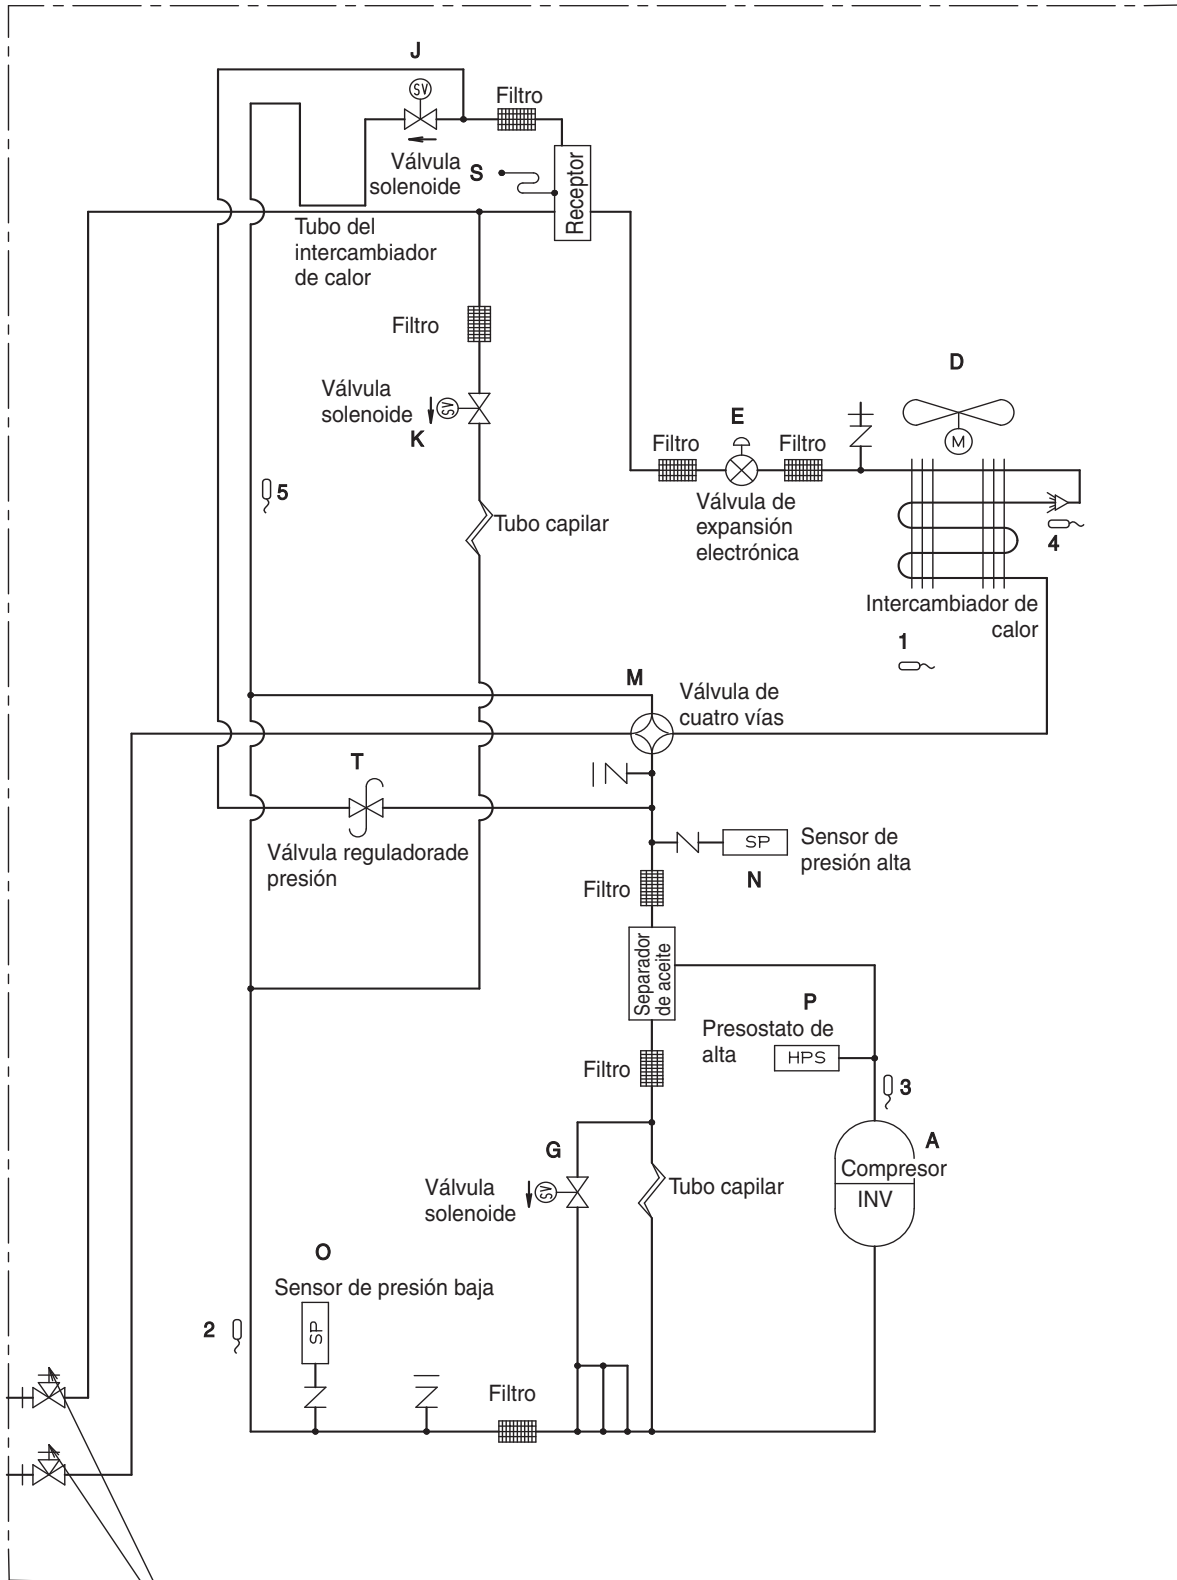 J
SV
Filtro
Válvula
solenoide
S
Receptor
Tubo del
intercambiador
de calor
Filtro
Válvula
solenoide
SV
K
D
M
E
Filtro
Filtro
Válvula de
expansión
electrónica
5
Tubo capilar
4
Intercambiador de
calor
1
M
Válvula de
cuatro vías
T
Válvula reguladorade
presión
SP
Sensor de
presión alta
N
Filtro
Separador
de aceite
P
Presostato de
alta
HPS
Filtro
3
A
Compresor
INV
G
Válvula
solenoide
SV
Tubo capilar
O
Sensor de presión baja
SP
2
Filtro